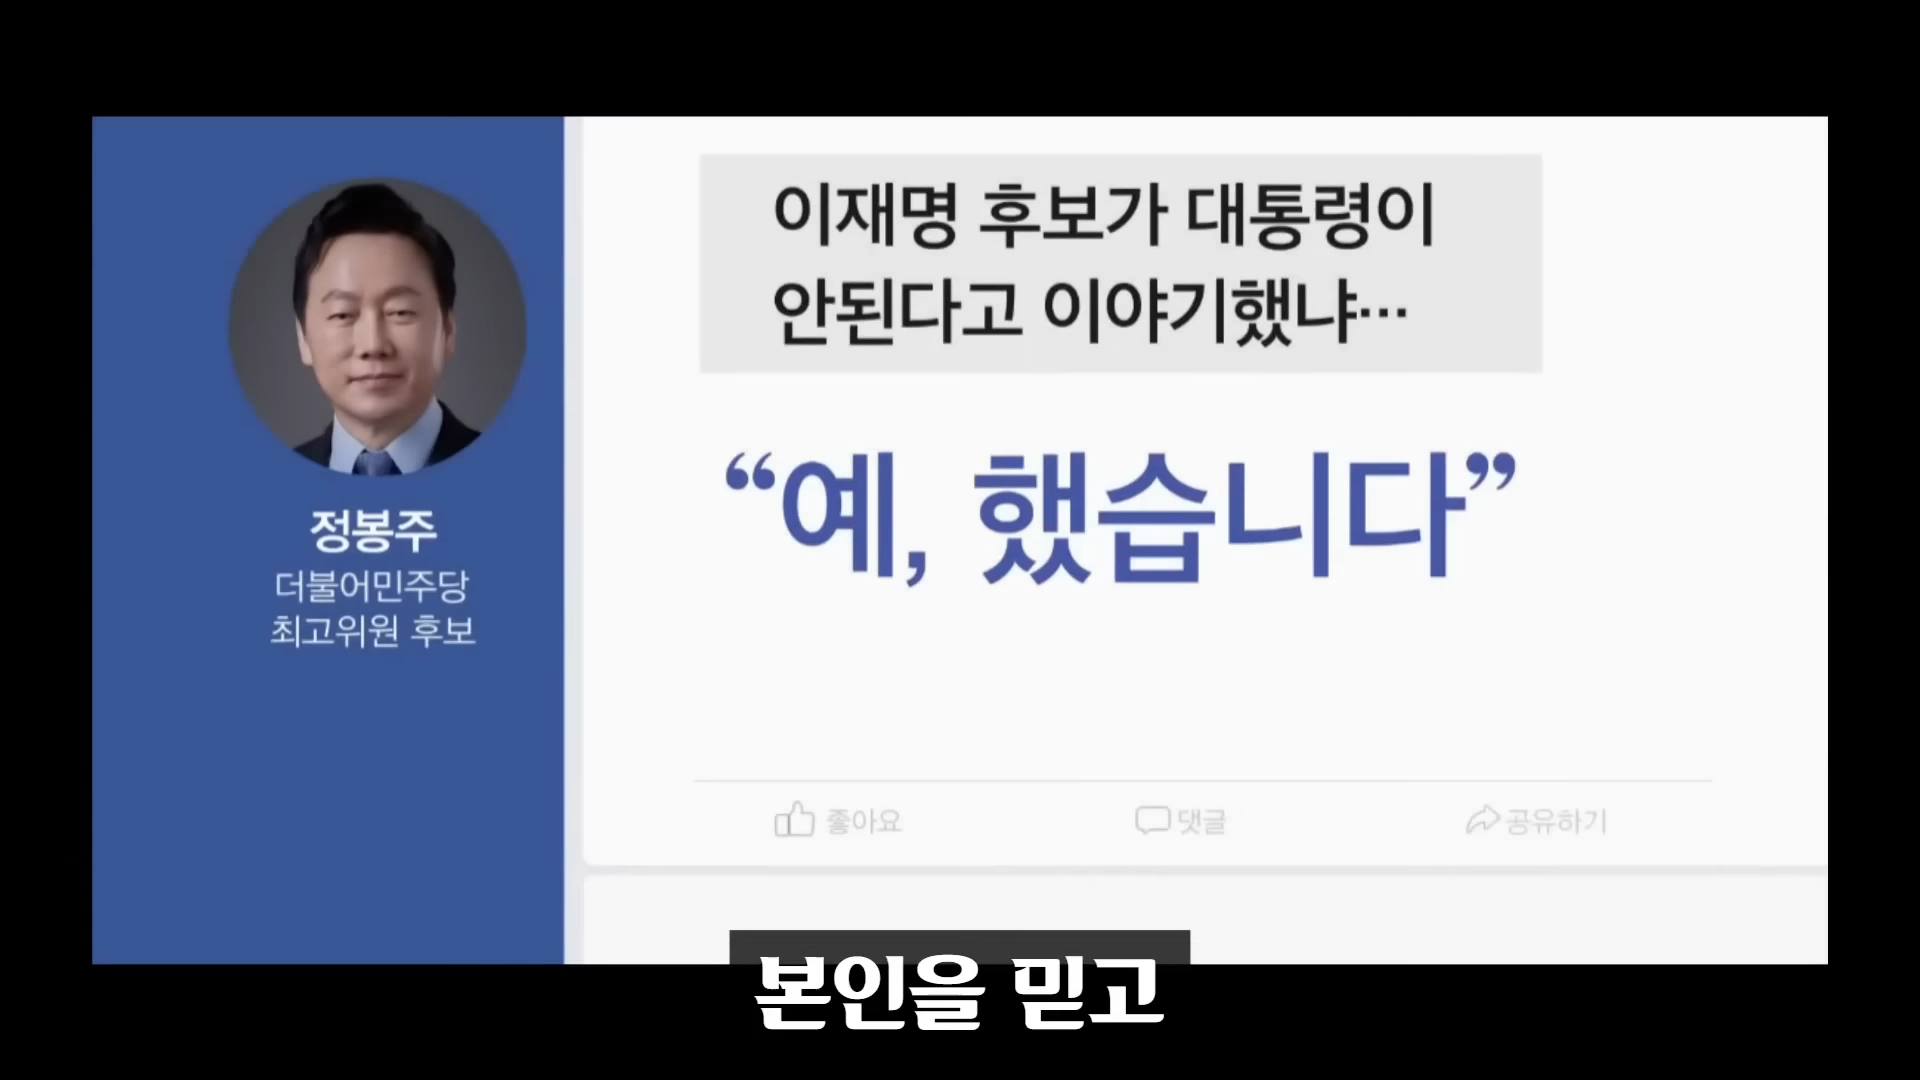 이재명 후보가 대통령이
안된다고 이야기했냐…
“예, 했습니다”
정봉주
더불어민주당
최고위원 후보
좋아요 댓글 공유하기
본인을 믿고